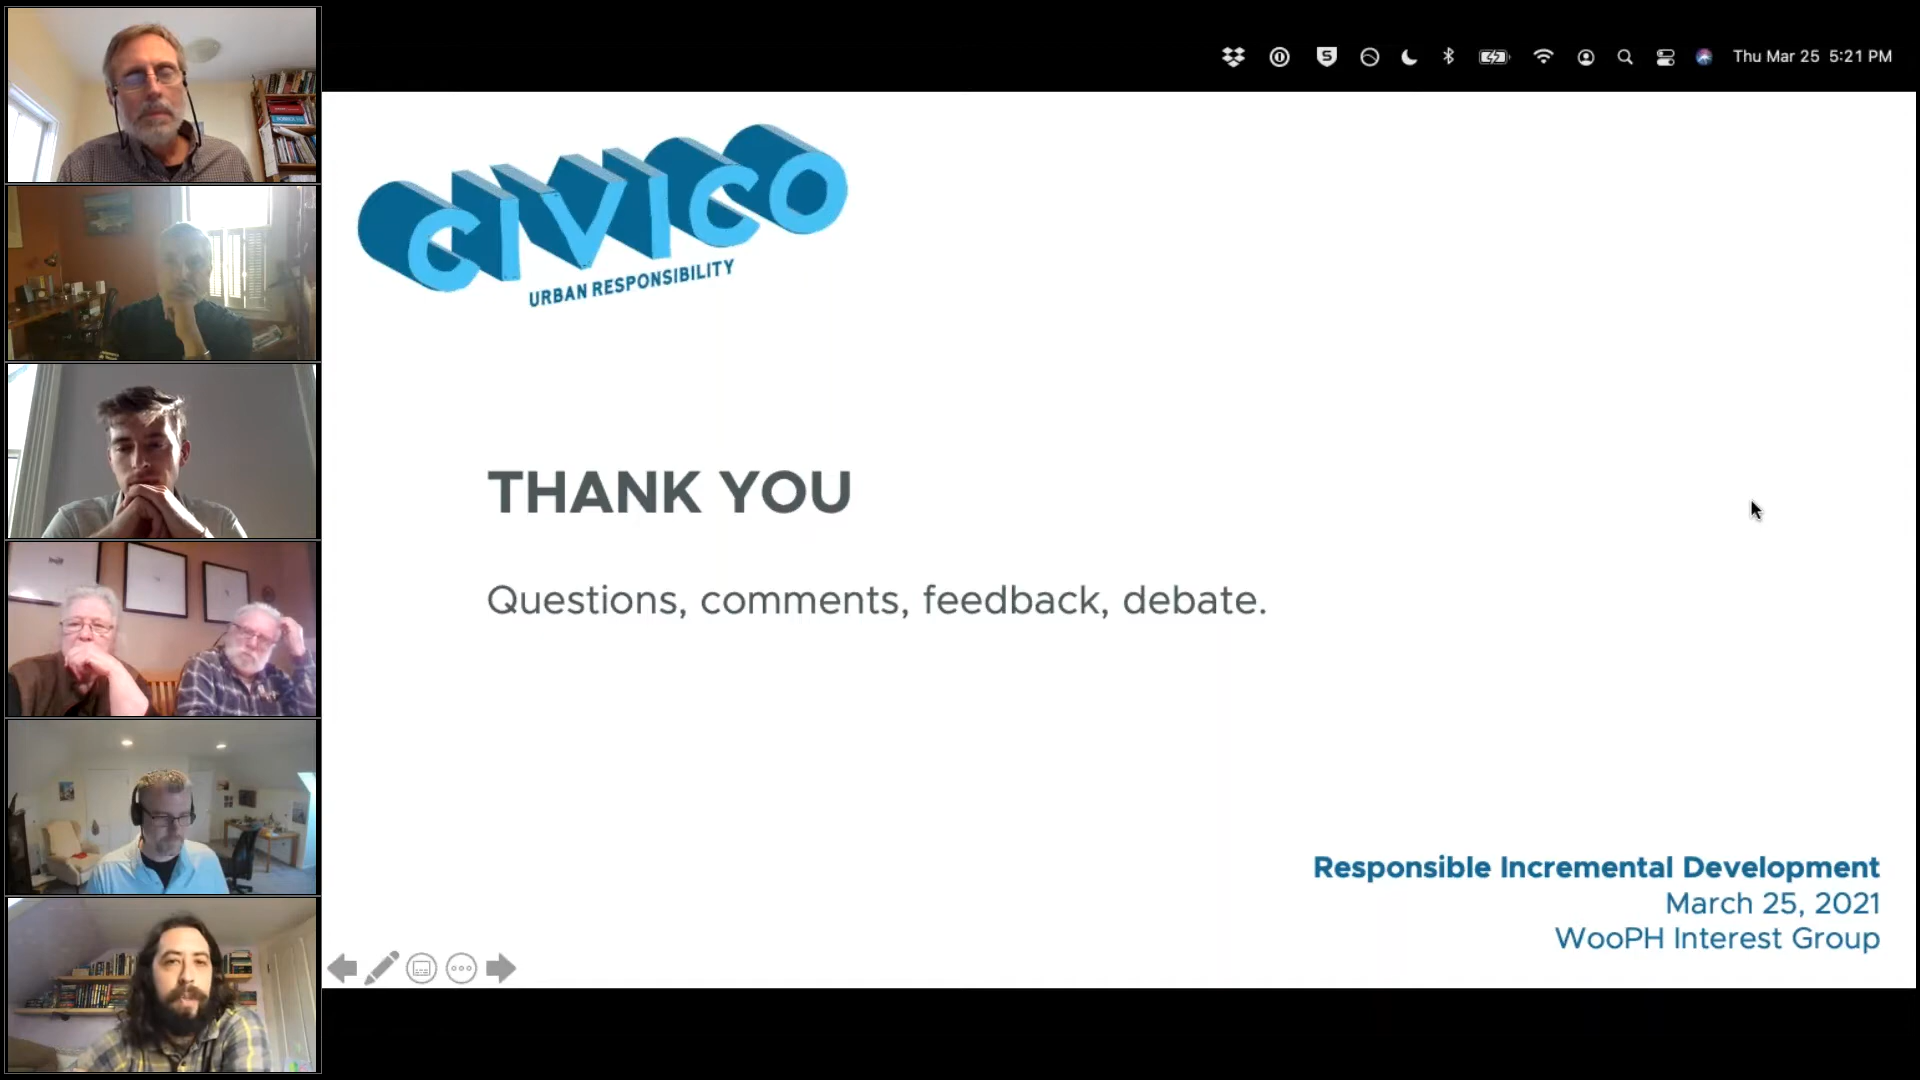 Thu Mar 25 5:21 PM
CIVICO
URBAN RESPONSIBILITY
THANK YOU
Questions, comments, feedback, debate.
Responsible Incremental Development
March 25, 2021
WooPH Interest Group